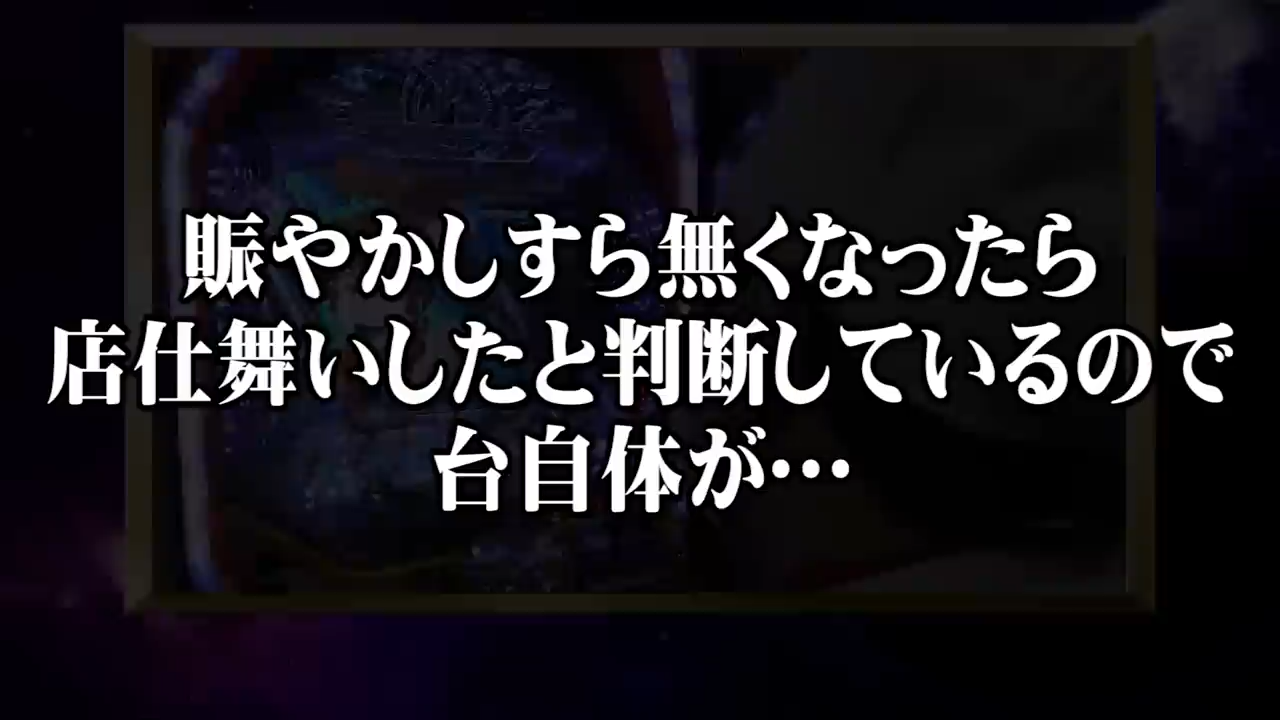 賑やかしすら無くなったら
店仕舞いしたと判断しているので
台自体が…